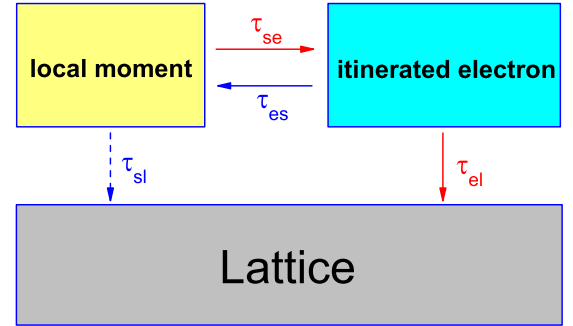 τse
local moment
itinerated electron
τes
τsl
τel
Lattice